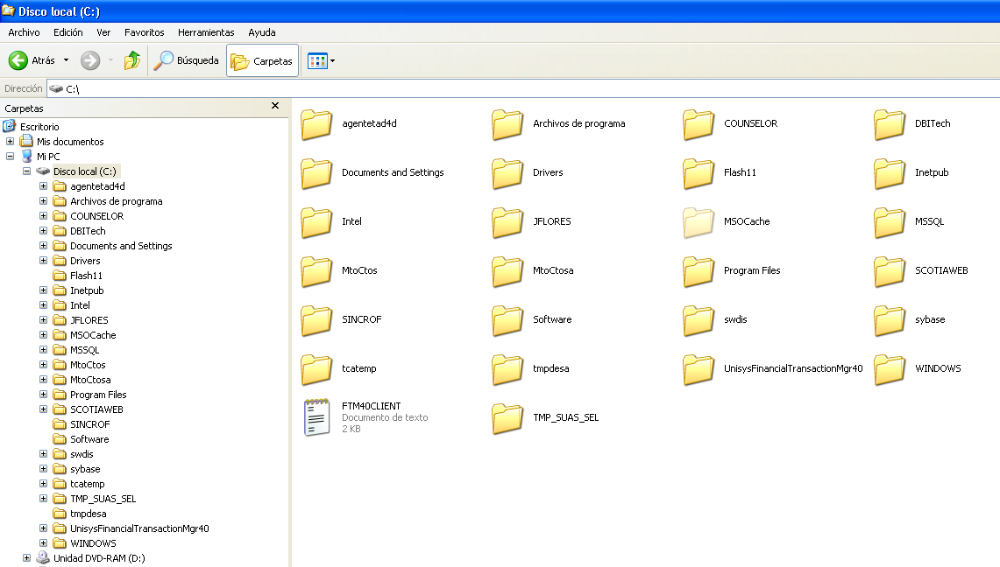 Disco local (C:)
Archivo Edición Ver Favoritos Herramientas Ayuda
Atrás Búsqueda Carpetas
Dirección C:\
Carpetas
Escritorio
Mis documentos
Mi PC
Disco local (C:)
agentetad4d
Archivos de programa
COUNSELOR
DBITech
Documents and Settings
Drivers
Flash11
Inetpub
Intel
JFLORES
MSOCache
MSSQL
MtoCtos
MtoCtosa
Program Files
SCOTIAWEB
SINCROF
Software
swdis
sybase
tcatemp
TMP_SUAS_SEL
tmpdesa
UnisysFinancialTransactionMgr40
WINDOWS
Unidad DVD-RAM (D:)
agentetad4d Archivos de programa COUNSELOR DBITech
Documents and Settings Drivers Flash11 Inetpub
Intel JFLORES MSOCache MSSQL
MtoCtos MtoCtosa Program Files SCOTIAWEB
SINCROF Software swdis sybase
tcatemp tmpdesa UnisysFinancialTransactionMgr40 WINDOWS
FTM40CLIENT
Documento de texto
2 KB
TMP_SUAS_SEL